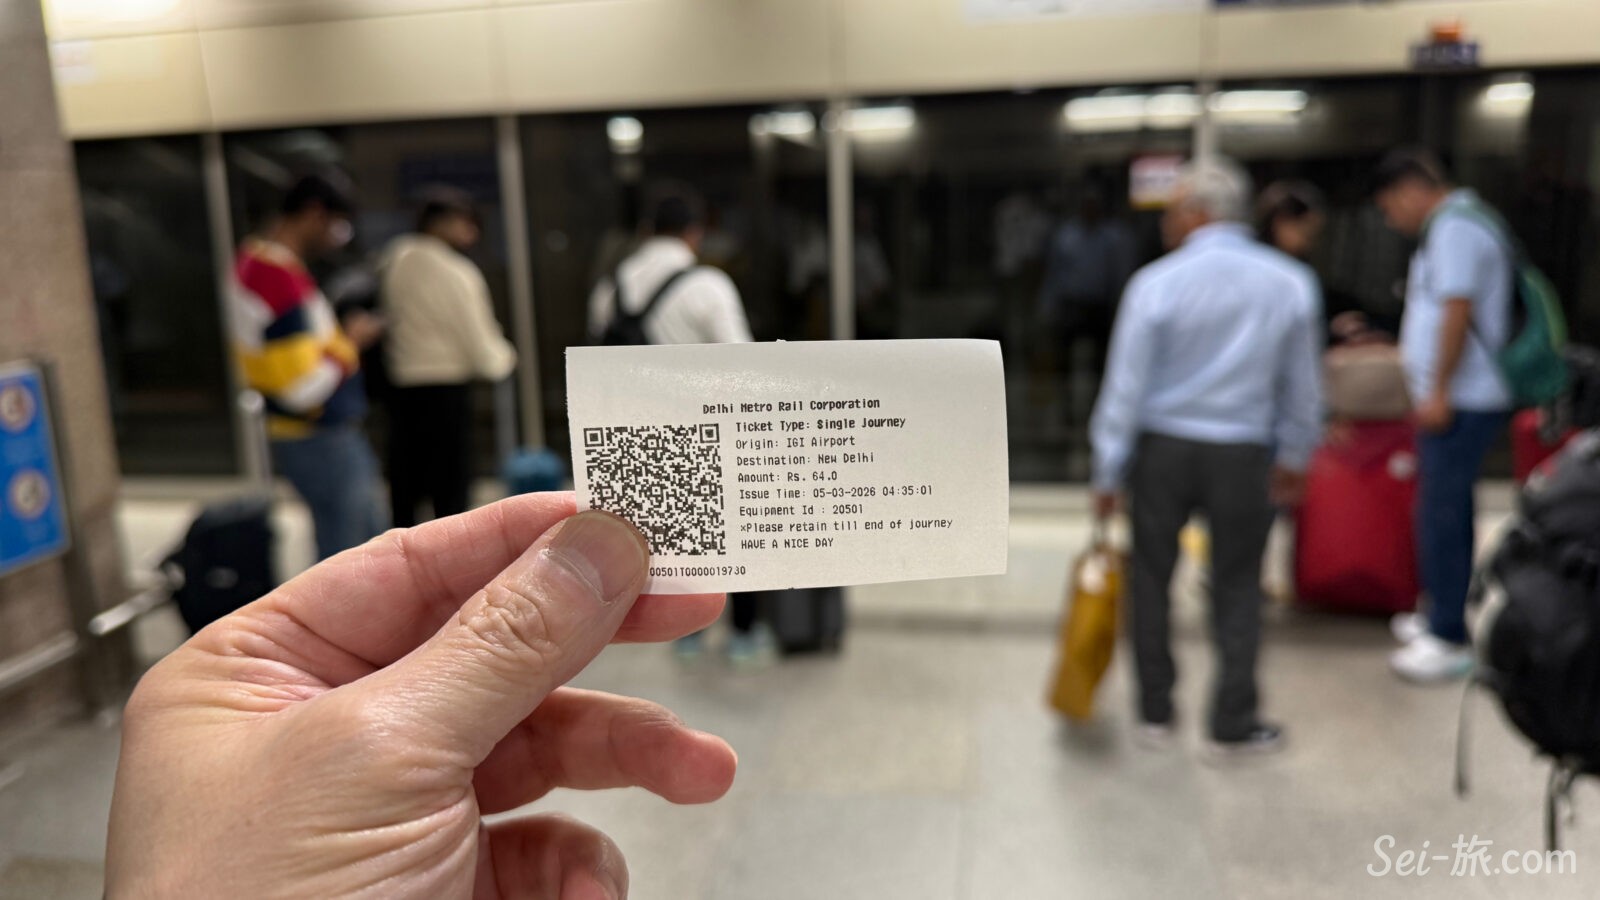 Delhi Metro Rail Corporation
Ticket Type: Single Journey
Origin: IGI Airport
Destination: New Delhi
Amount: Rs. 64.0
Issue Time: 05-03-2026 04:35:01
Equipment Id : 20501
*Please retain till end of journey
HAVE A NICE DAY
00501T0000019730
Sei-旅.com